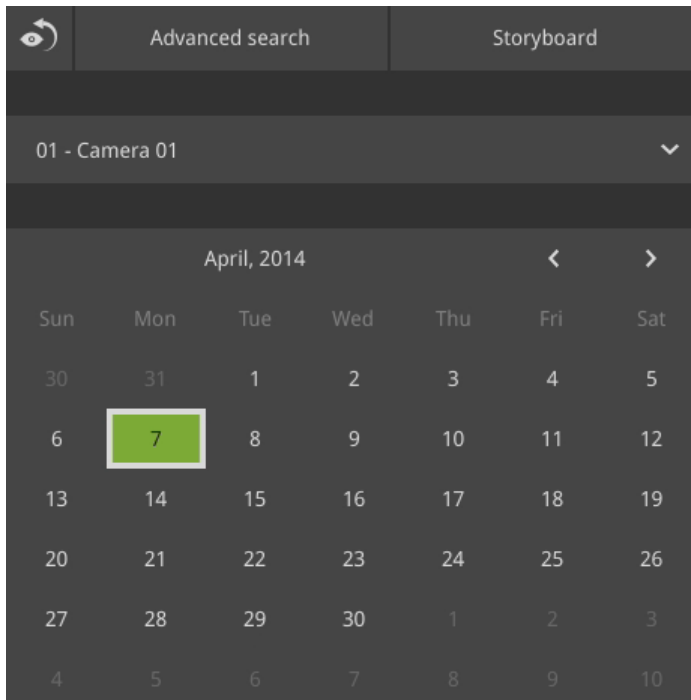 Advanced search Storyboard
01 - Camera 01
April, 2014
Sun Mon Tue Wed Thu Fri Sat
30 31 1 2 3 4 5
6 7 8 9 10 11 12
13 14 15 16 17 18 19
20 21 22 23 24 25 26
27 28 29 30 1 2 3
4 5 6 7 8 9 10